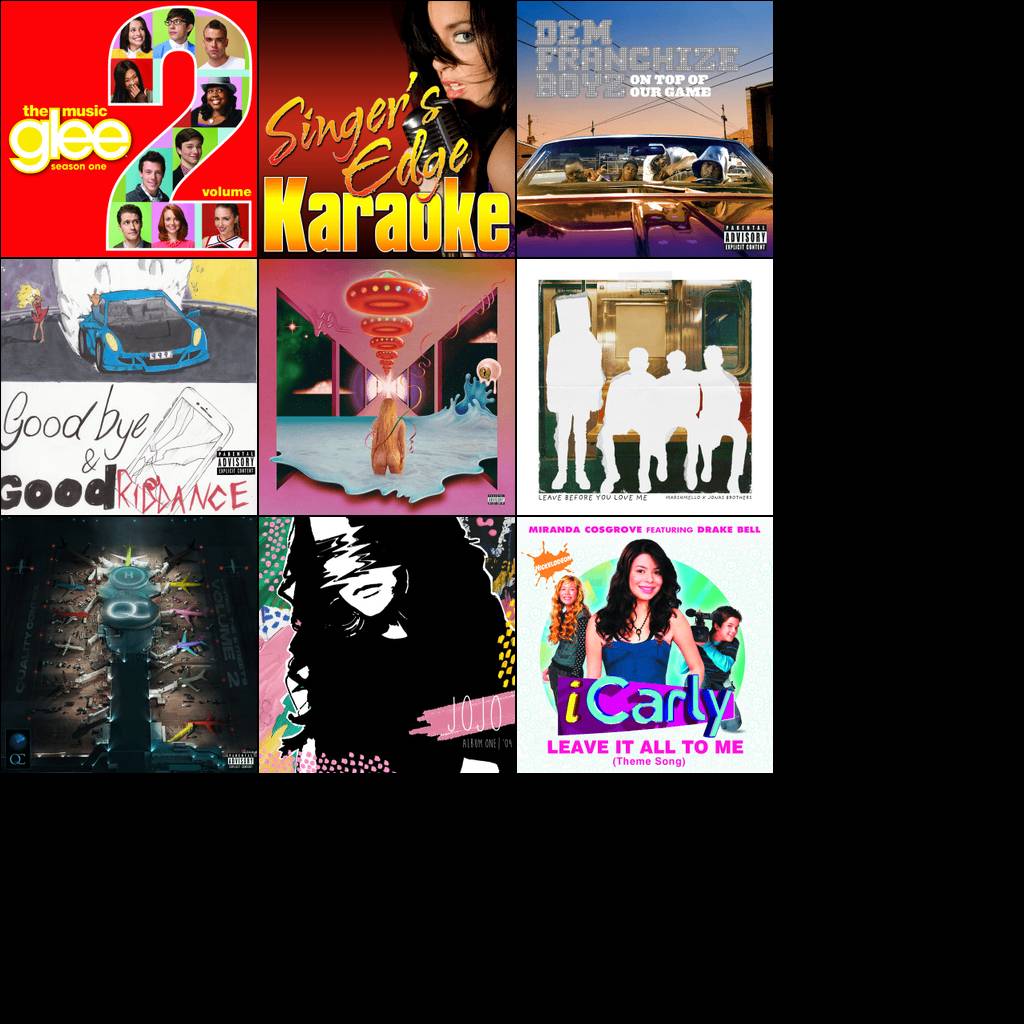 the music
glee
season one
2
volume
Singer's
Edge
Karaoke
DEM
FRANCHIZE
BOYZ
ON TOP OF
OUR GAME
PARENTAL
ADVISORY
EXPLICIT CONTENT
Good bye
&
GOOD RIDDANCE
PARENTAL
ADVISORY
EXPLICIT CONTENT
LEAVE BEFORE YOU LOVE ME
MARSHMELLO X JONAS BROTHERS
H
Q
QUALITY CONTROL
VOLUME 2
QC
PARENTAL
ADVISORY
EXPLICIT CONTENT
JOJO
ALBUM ONE | '04
MIRANDA COSGROVE FEATURING DRAKE BELL
NICKELODEON
iCarly
LEAVE IT ALL TO ME
(Theme Song)